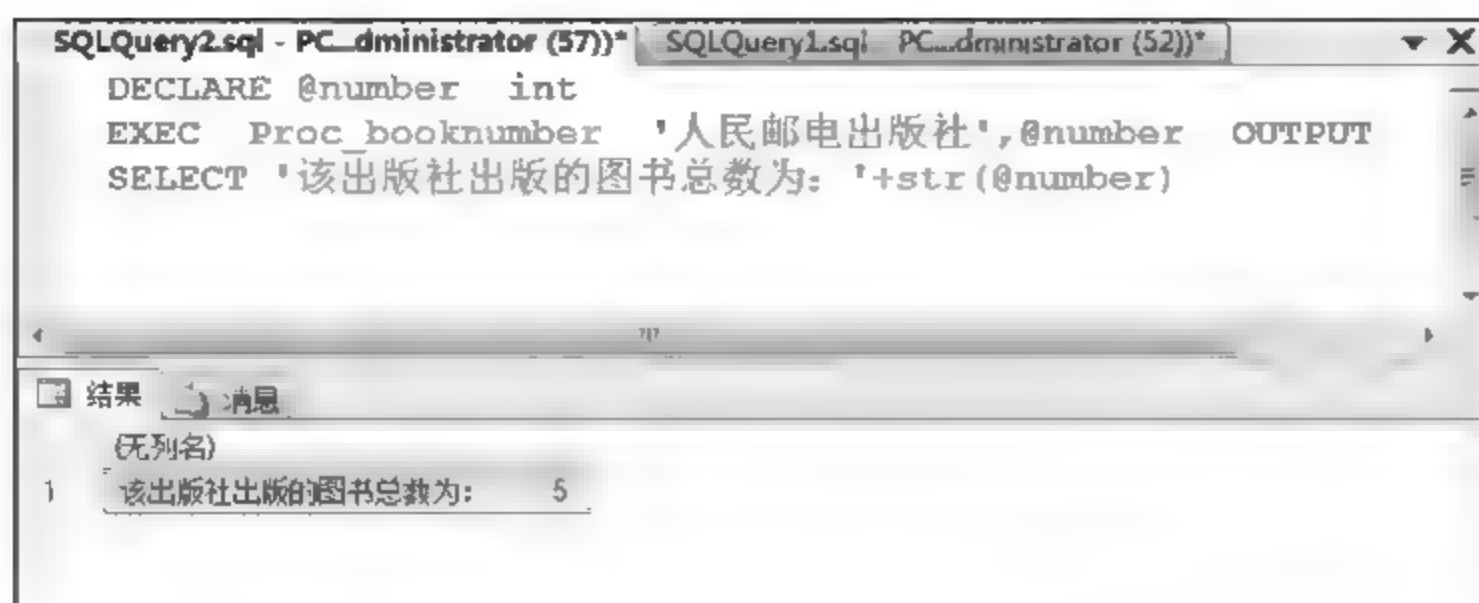 SQLQuery2.sql - PC...dministrator (57))* SQLQuery1.sql PC...dministrator (52))*
DECLARE @number int
EXEC Proc_booknumber '人民邮电出版社',@number OUTPUT
SELECT '该出版社出版的图书总数为：'+str(@number)
结果 消息
(无列名)
1 该出版社出版的图书总数为： 5